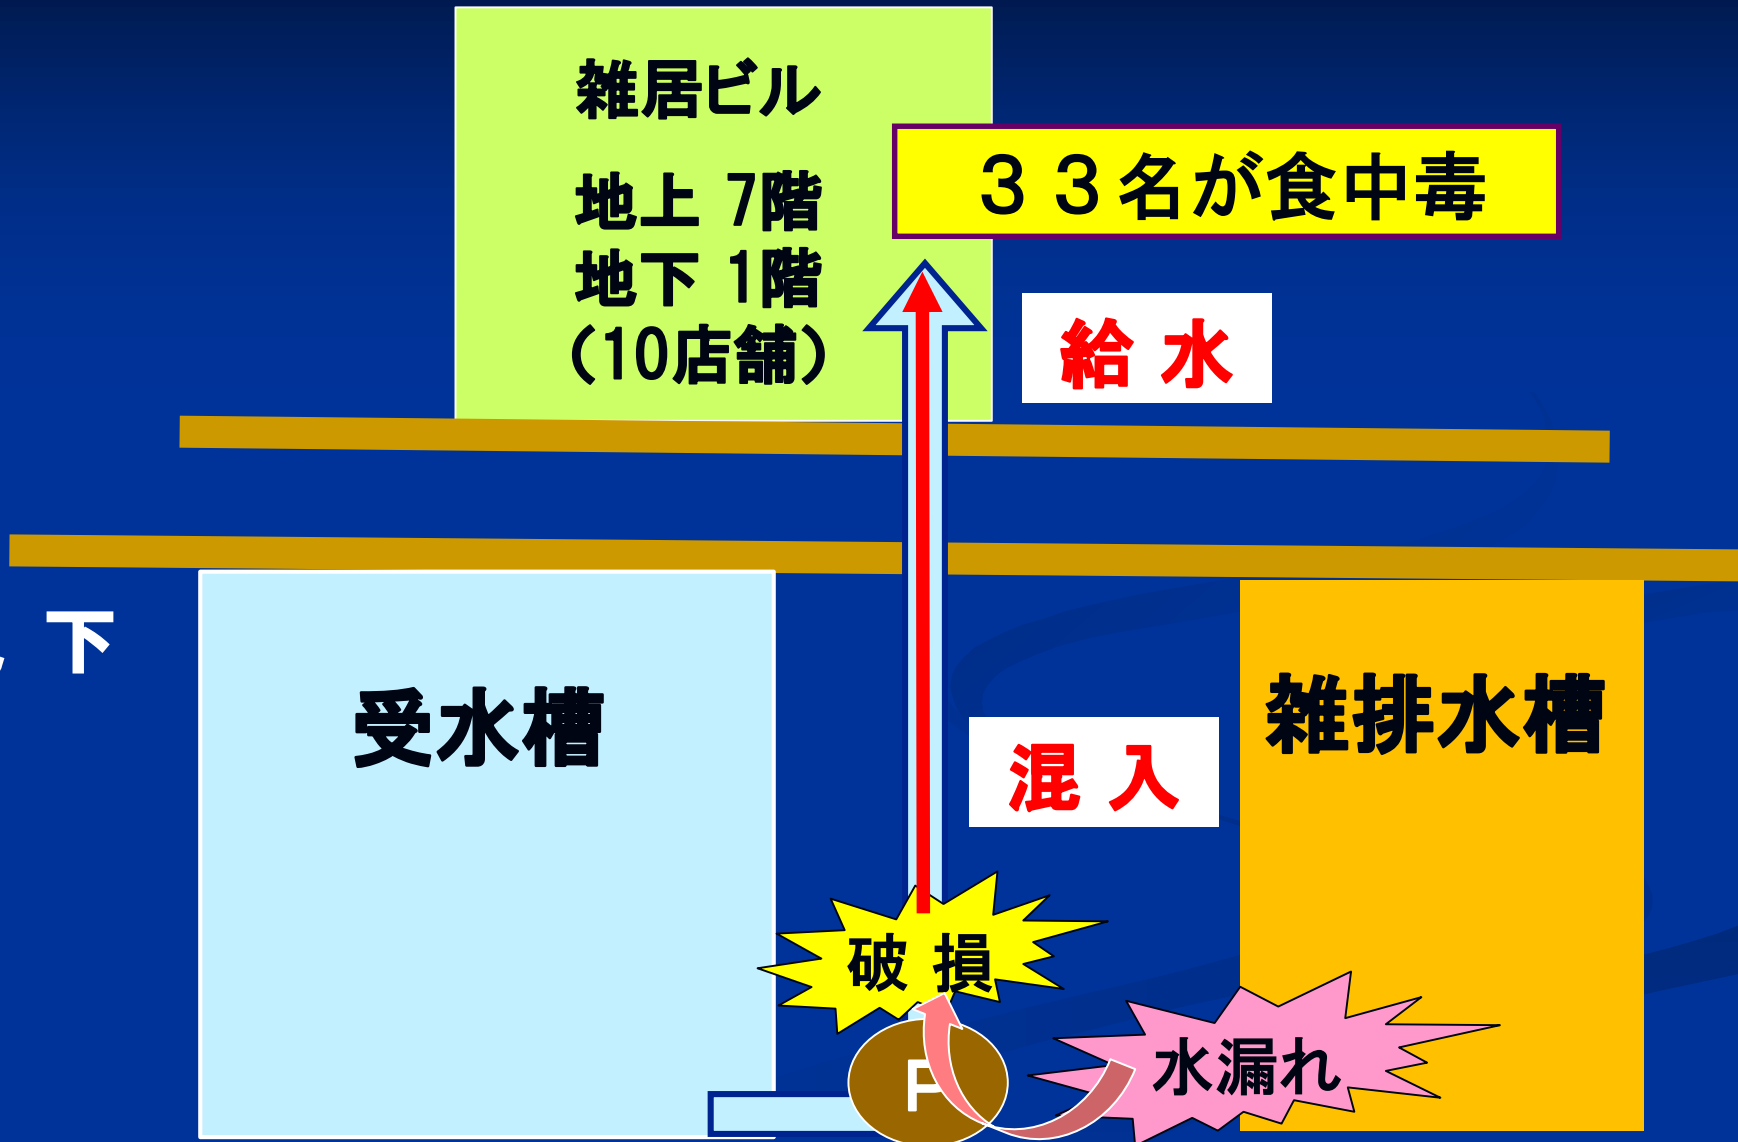 雑居ビル
地上 7階
地下 1階
（10店舗）
３３名が食中毒
給 水
下
受水槽
雑排水槽
混 入
破 損
水漏れ
P